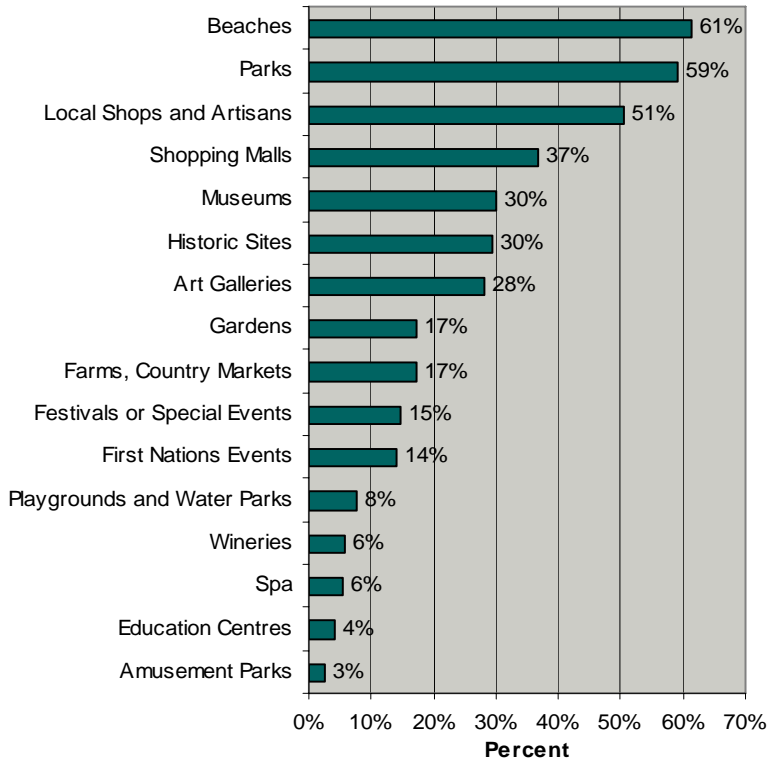 Beaches 61%
Parks 59%
Local Shops and Artisans 51%
Shopping Malls 37%
Museums 30%
Historic Sites 30%
Art Galleries 28%
Gardens 17%
Farms, Country Markets 17%
Festivals or Special Events 15%
First Nations Events 14%
Playgrounds and Water Parks 8%
Wineries 6%
Spa 6%
Education Centres 4%
Amusement Parks 3%
0% 10% 20% 30% 40% 50% 60% 70%
Percent